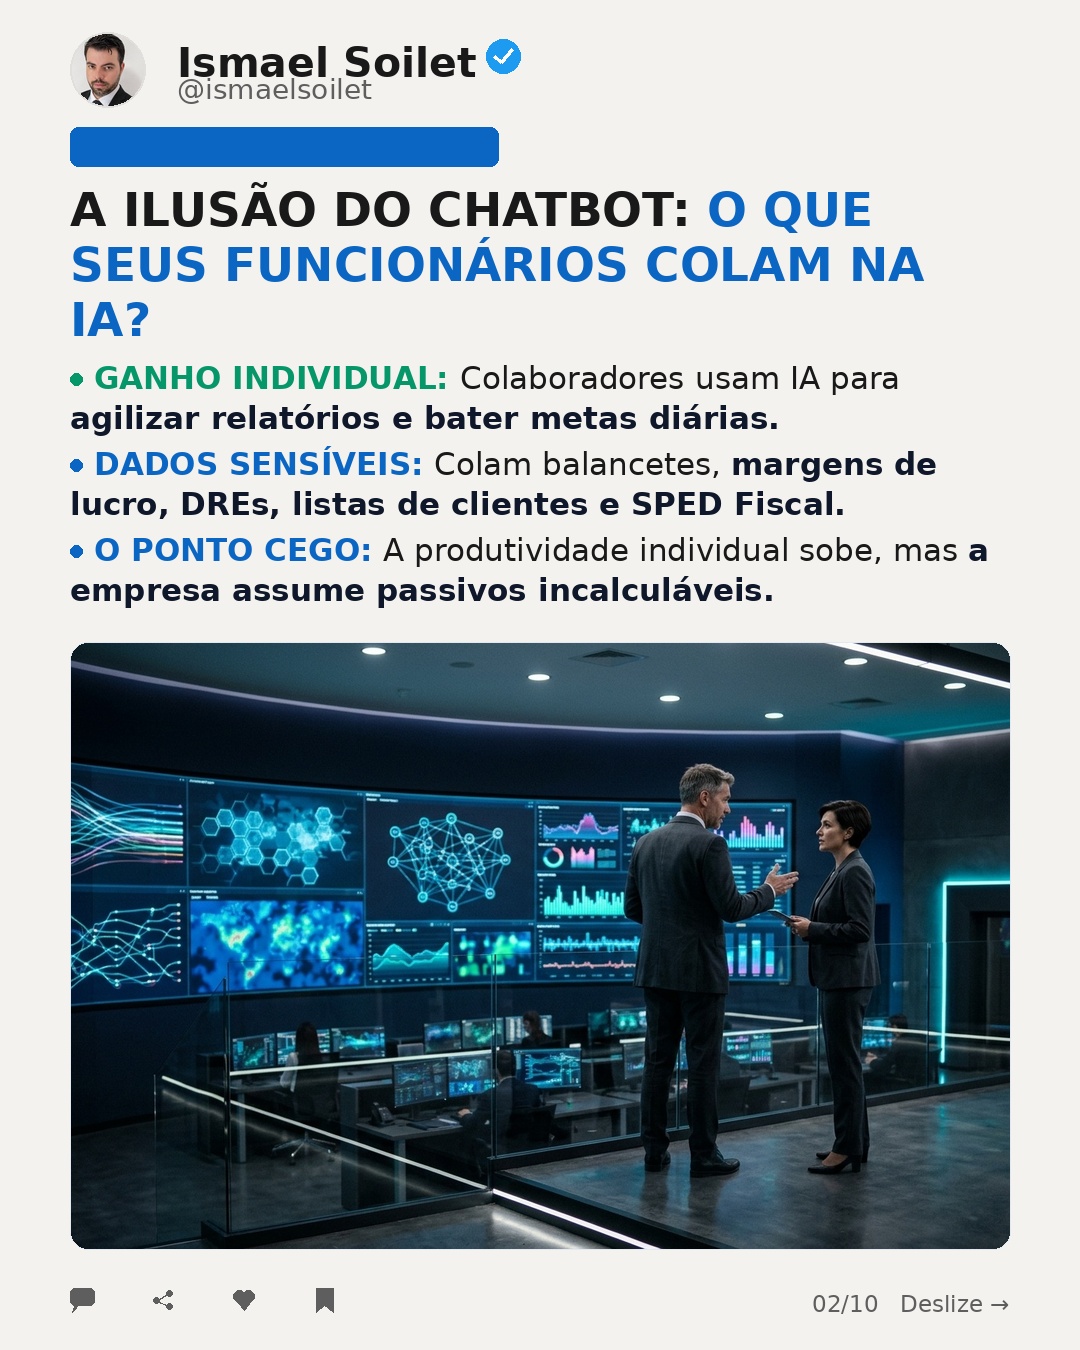 Ismael Soilet
@ismaelsoilet
A ILUSÃO DO CHATBOT: O QUE
SEUS FUNCIONÁRIOS COLAM NA
IA?
• GANHO INDIVIDUAL: Colaboradores usam IA para
agilizar relatórios e bater metas diárias.
• DADOS SENSÍVEIS: Colam balancetes, margens de
lucro, DREs, listas de clientes e SPED Fiscal.
• O PONTO CEGO: A produtividade individual sobe, mas a
empresa assume passivos incalculáveis.
02/10 Deslize →